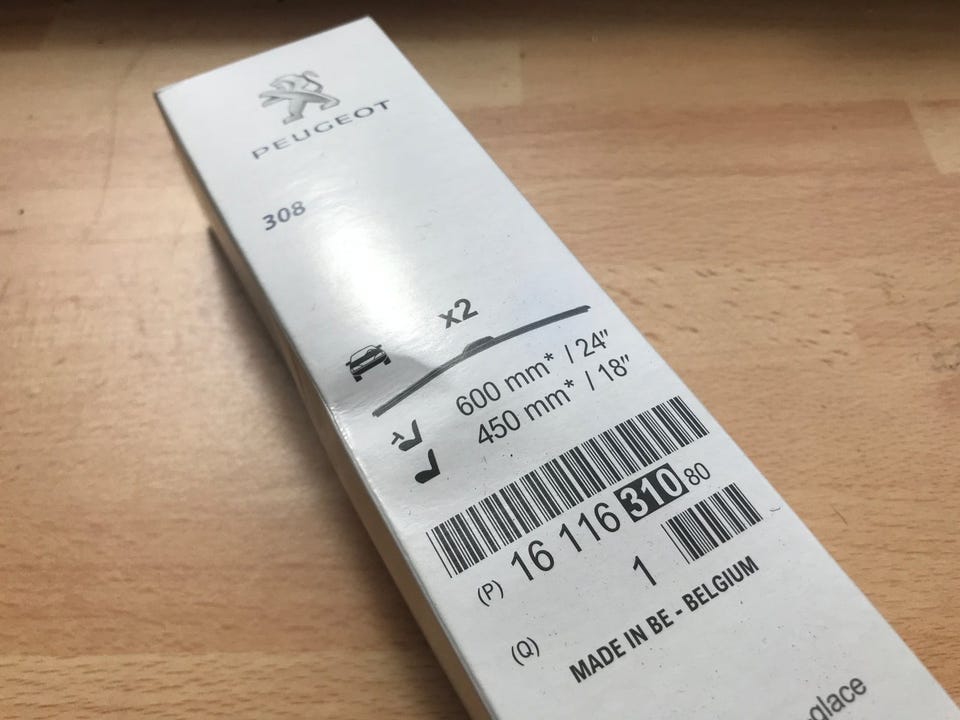 PEUGEOT
308
x2
600 mm* / 24"
450 mm* / 18"
(P) 16 116 310 80
(Q) 1
MADE IN BE - BELGIUM